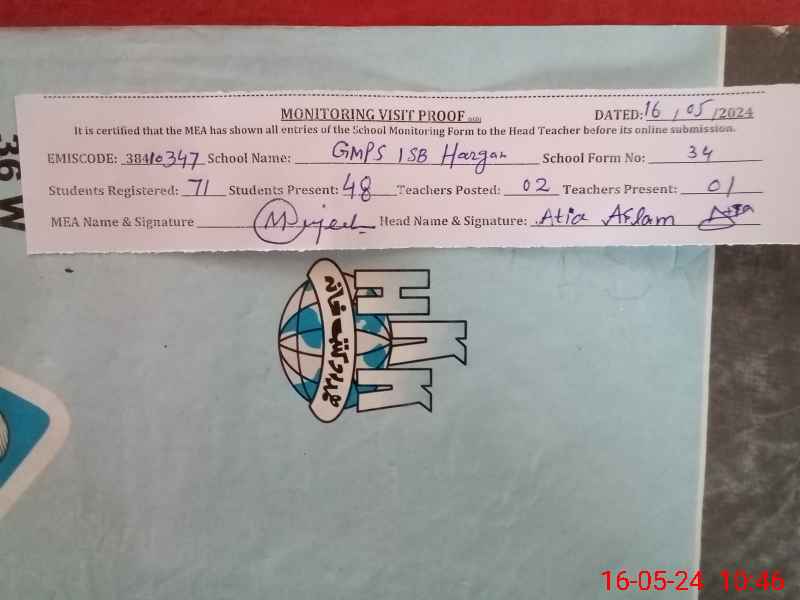 MONITORING VISIT PROOF
DATED: 16 / 05 /2024
It is certified that the MEA has shown all entries of the School Monitoring Form to the Head Teacher before its online submission.
EMISCODE: 38410347 School Name: GMPS ISB Hargan School Form No: 34
Students Registered: 71 Students Present: 48 Teachers Posted: 02 Teachers Present: 01
MEA Name & Signature Head Name & Signature: Atia Aslam Atia
36 W
HKK
16-05-24 10:46